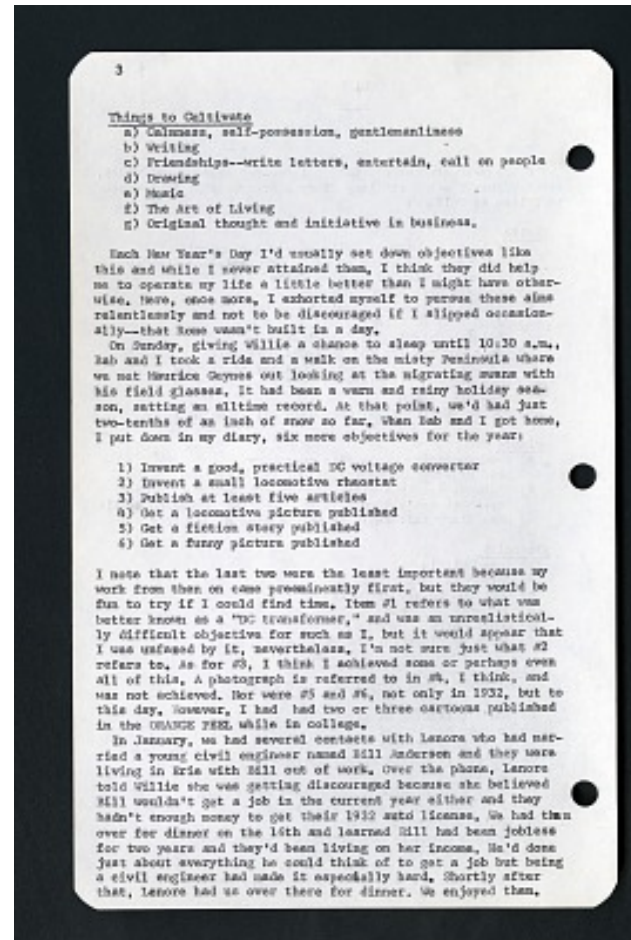 3
Things to Cultivate
a) Calmness, self-possession, gentlemanliness
b) Writing
c) Friendships--write letters, entertain, call on people
d) Drawing
e) Music
f) The Art of Living
g) Original thought and initiative in business.
Each New Year's Day I'd usually set down objectives like
this and while I never attained them, I think they did help
me to operate my life a little better than I might have other-
wise. Here, once more, I exhorted myself to persue these aims
relentlessly and not to be discouraged if I slipped occasion-
ally--that Rome wasn't built in a day.
On Sunday, giving Willie a chance to sleep until 10:30 a.m.,
Bab and I took a ride and a walk on the misty Peninsula where
we met Maurice out looking at the migrating swans with
his field glasses. It had been a warm and rainy holiday sea-
son, setting an alltime record. At that point, we'd had just
two-tenths of an inch of snow so far. When Bab and I got home,
I put down in my diary, six more objectives for the year:
1) Invent a good, practical DC voltage converter
2) Invent a small locomotive rheostat
3) Publish at least five articles
4) Get a locomotive picture published
5) Get a fiction story published
6) Get a funny picture published
I note that the last two were the least important because my
work from then on came preeminently first, but they would be
fun to try if I could find time. Item #1 refers to what was
better known as a "DC transformer," and was an unrealistical-
ly difficult objective for such as I, but it would appear that
I was unfazed by it, nevertheless. I'm not sure just what #2
refers to. As for #3, I think I achieved some or perhaps even
all of this. A photograph is referred to in #4, I think, and
was not achieved. Nor were #5 and #6, not only in 1932, but to
this day. However, I had had two or three cartoons published
in the ORANGE PEEL while in college.
In January, we had several contacts with Lenore who had mar-
ried a young civil engineer named Bill Anderson and they were
living in Erie with Bill out of work. Over the phone, Lenore
told Willie she was getting discouraged because she believed
Bill wouldn't get a job in the current year either and they
hadn't enough money to get their 1932 auto license. We had them
over for dinner on the 16th and learned Bill had been jobless
for two years and they'd been living on her income. He'd done
just about everything he could think of to get a job but being
a civil engineer had made it especially hard. Shortly after
that, Lenore had us over there for dinner. We enjoyed them.